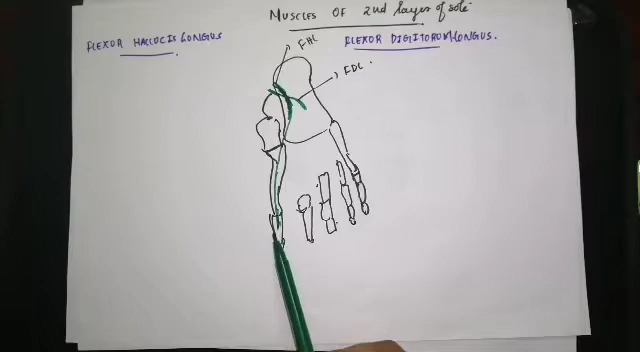 MUSCLES OF 2nd layer of sole
FLEXOR HALLUCIS LONGUS
FLEXOR DIGITORUM LONGUS.
FHL
FDL.